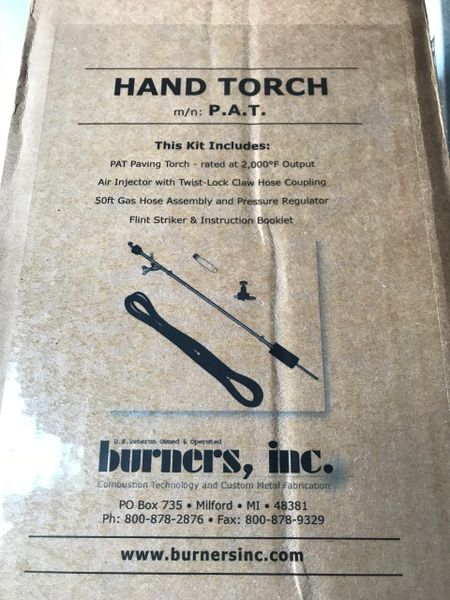 HAND TORCH
m/n: P.A.T.
This Kit Includes:
PAT Paving Torch - rated at 2,000°F Output
Air Injector with Twist-Lock Claw Hose Coupling
50ft Gas Hose Assembly and Pressure Regulator
Flint Striker & Instruction Booklet
U.S.Veteran Owned & Operated
burners, inc.
Combustion Technology and Custom Metal Fabrication
PO Box 735 • Milford • MI • 48381
Ph: 800-878-2876 • Fax: 800-878-9329
www.burnersinc.com